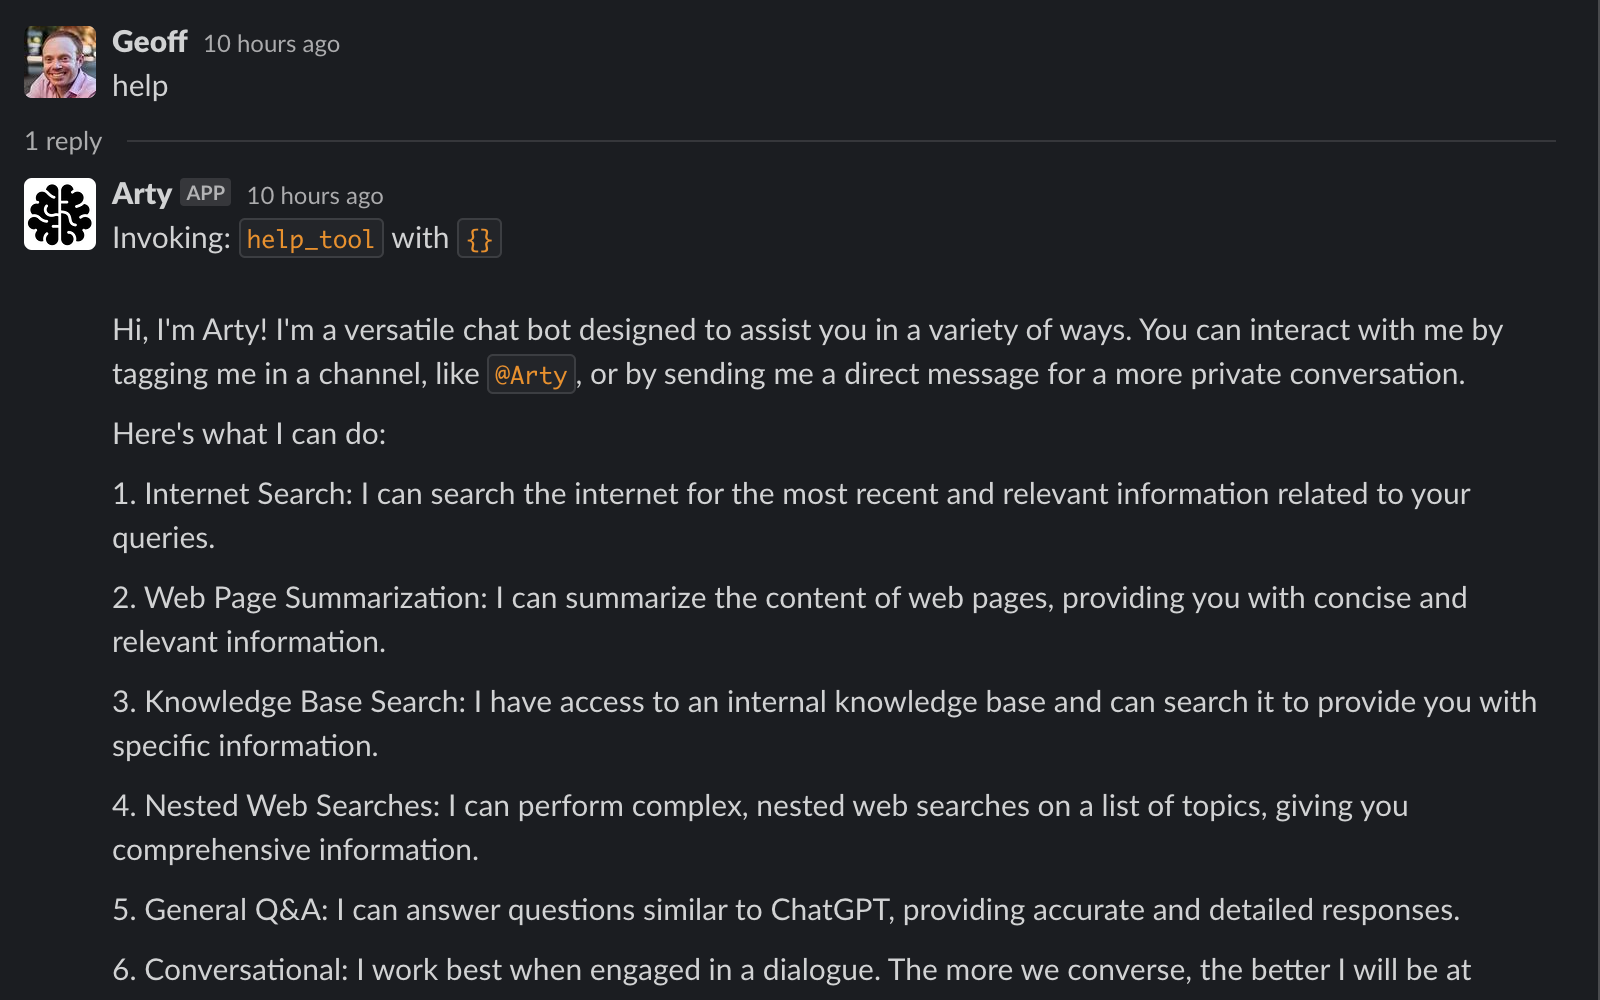 Geoff 10 hours ago
help
1 reply
Arty APP 10 hours ago
Invoking: help_tool with {}
Hi, I'm Arty! I'm a versatile chat bot designed to assist you in a variety of ways. You can interact with me by
tagging me in a channel, like @Arty, or by sending me a direct message for a more private conversation.
Here's what I can do:
1. Internet Search: I can search the internet for the most recent and relevant information related to your
queries.
2. Web Page Summarization: I can summarize the content of web pages, providing you with concise and
relevant information.
3. Knowledge Base Search: I have access to an internal knowledge base and can search it to provide you with
specific information.
4. Nested Web Searches: I can perform complex, nested web searches on a list of topics, giving you
comprehensive information.
5. General Q&A: I can answer questions similar to ChatGPT, providing accurate and detailed responses.
6. Conversational: I work best when engaged in a dialogue. The more we converse, the better I will be at